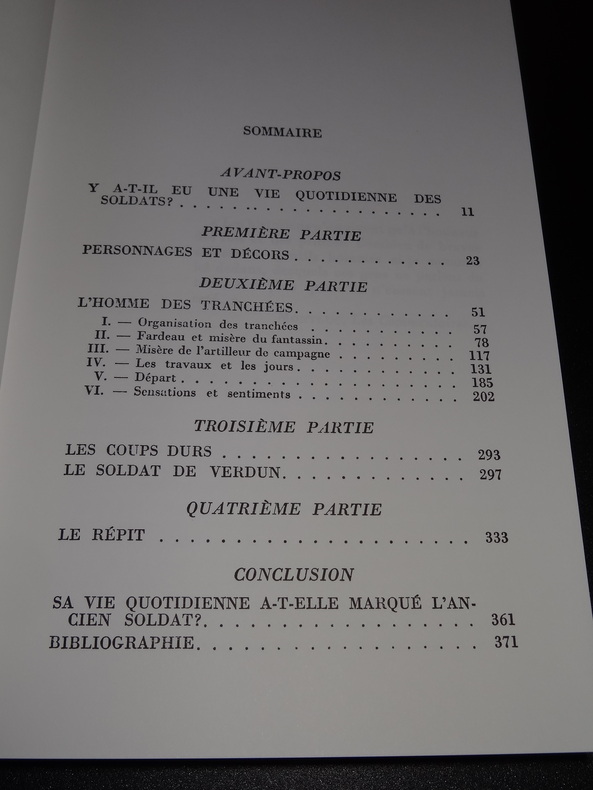 SOMMAIRE
AVANT-PROPOS
Y A-T-IL EU UNE VIE QUOTIDIENNE DES
SOLDATS? . . . . . . . . . . . . . . . . . . . 11
PREMIÈRE PARTIE
PERSONNAGES ET DÉCORS . . . . . . . . . . . . 23
DEUXIÈME PARTIE
L'HOMME DES TRANCHÉES. . . . . . . . . . . . 51
I. — Organisation des tranchées . . . . . . . . . . 57
II. — Fardeau et misère du fantassin. . . . . . . . . 78
III. — Misère de l'artilleur de campagne . . . . . . . . 117
IV. — Les travaux et les jours. . . . . . . . . . . 131
V. — Départ . . . . . . . . . . . . . . . . . . 185
VI. — Sensations et sentiments . . . . . . . . . . . 202
TROISIÈME PARTIE
LES COUPS DURS . . . . . . . . . . . . . . . 293
LE SOLDAT DE VERDUN. . . . . . . . . . . . . 297
QUATRIÈME PARTIE
LE RÉPIT . . . . . . . . . . . . . . . . . . . 333
CONCLUSION
SA VIE QUOTIDIENNE A-T-ELLE MARQUÉ L'AN-
CIEN SOLDAT?. . . . . . . . . . . . . . . . . 361
BIBLIOGRAPHIE. . . . . . . . . . . . . . . . . 371